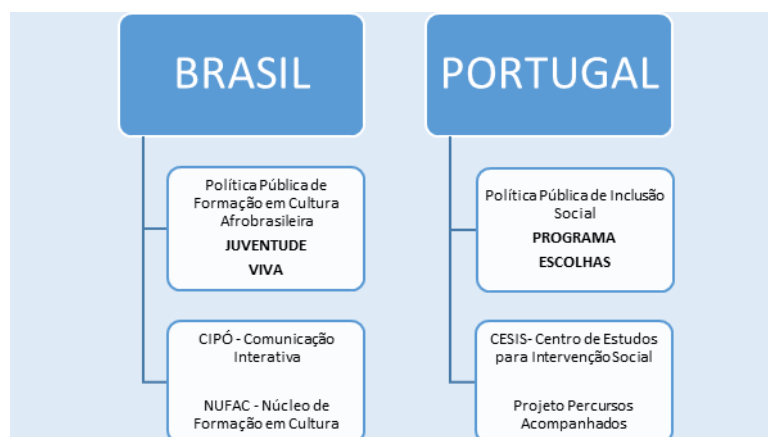 BRASIL
Política Pública de
Formação em Cultura
Afrobrasileira
JUVENTUDE
VIVA
CIPÓ - Comunicação
Interativa
NUFAC - Núcleo de
Formação em Cultura
PORTUGAL
Política Pública de Inclusão
Social
PROGRAMA
ESCOLHAS
CESIS- Centro de Estudos
para Intervenção Social
Projeto Percursos
Acompanhados